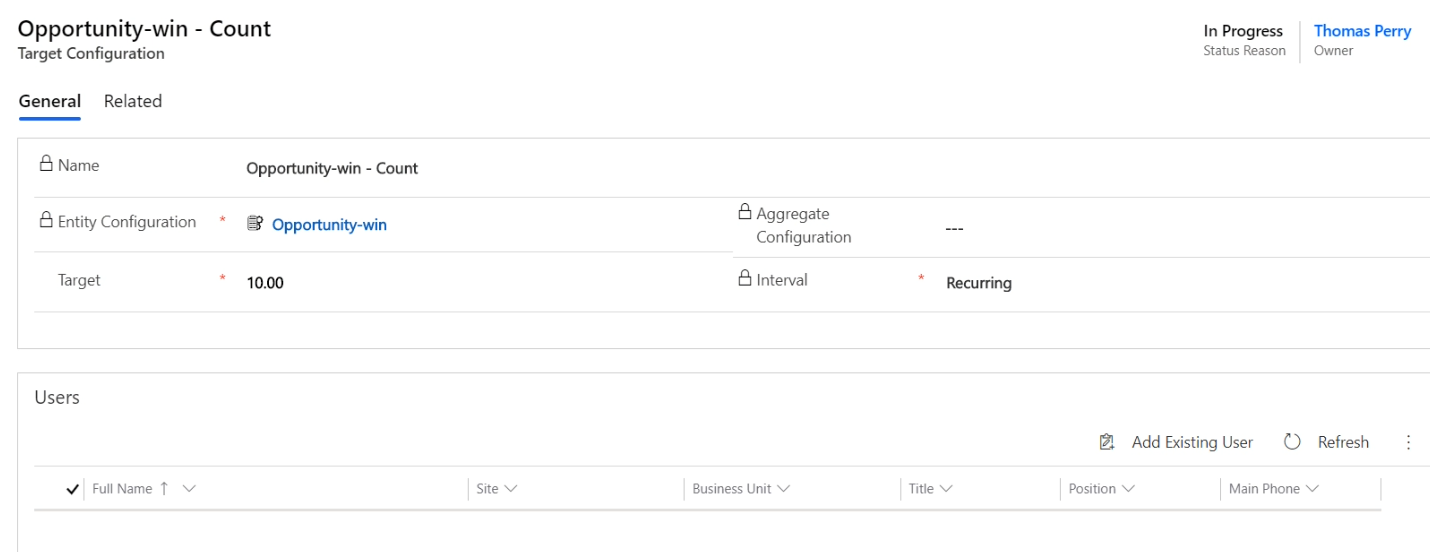 Opportunity-win - Count
Target Configuration
In Progress
Status Reason
Thomas Perry
Owner
General Related
Name Opportunity-win - Count
Entity Configuration * Opportunity-win
Aggregate
Configuration
---
Target * 10.00
Interval * Recurring
Users
Add Existing User Refresh
Full Name Site Business Unit Title Position Main Phone